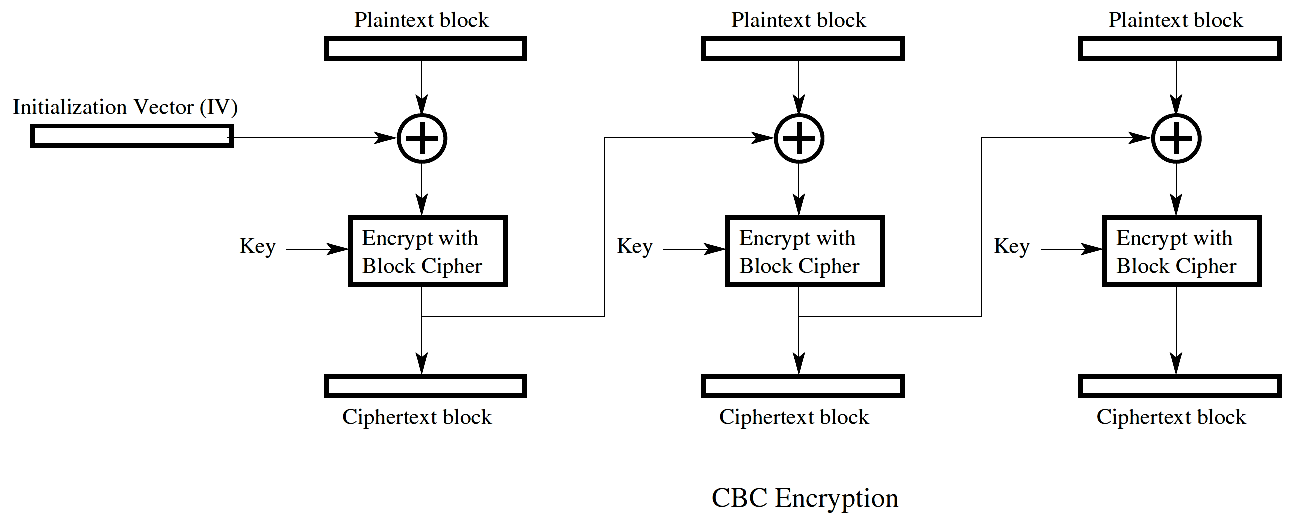 Plaintext block
Plaintext block
Plaintext block
Initialization Vector (IV)
Key
Encrypt with
Block Cipher
Key
Encrypt with
Block Cipher
Key
Encrypt with
Block Cipher
Ciphertext block
Ciphertext block
Ciphertext block
CBC Encryption